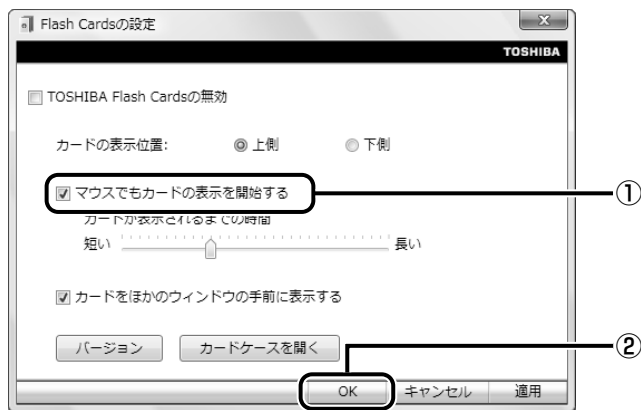 Flash Cardsの設定
TOSHIBA
TOSHIBA Flash Cardsの無効
カードの表示位置: 上側 下側
マウスでもカードの表示を開始する ①
カードが表示されるまでの時間
短い 長い
カードをほかのウィンドウの手前に表示する
バージョン カードケースを開く ②
OK キャンセル 適用